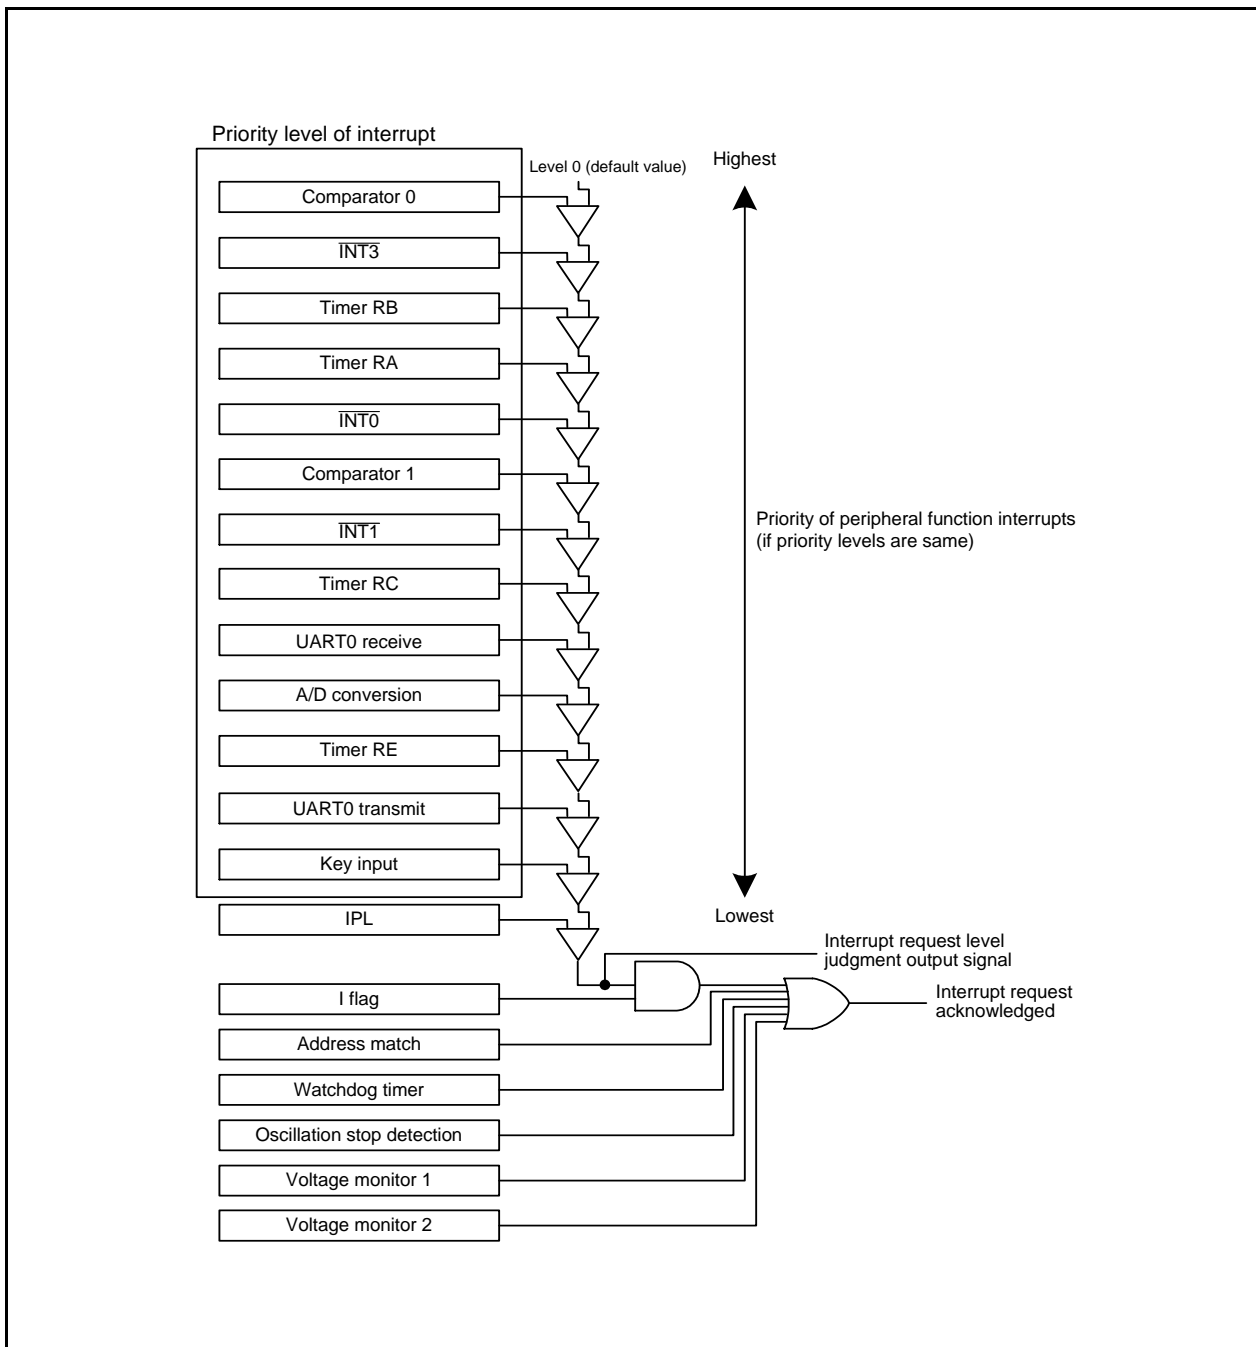 Priority level of interrupt
Level 0 (default value)
Highest
Comparator 0
INT3
Timer RB
Timer RA
INT0
Comparator 1
INT1
Priority of peripheral function interrupts
(if priority levels are same)
Timer RC
UART0 receive
A/D conversion
Timer RE
UART0 transmit
Key input
Lowest
IPL
Interrupt request level
judgment output signal
I flag
Interrupt request
acknowledged
Address match
Watchdog timer
Oscillation stop detection
Voltage monitor 1
Voltage monitor 2